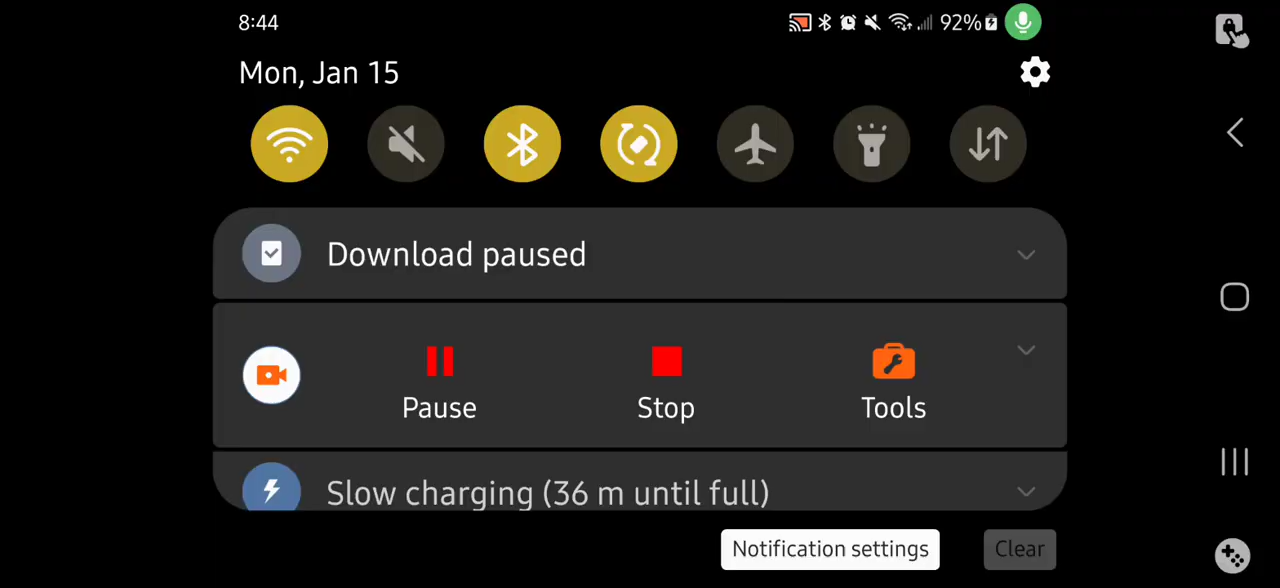 8:44
92%
Mon, Jan 15
Download paused
Pause
Stop
Tools
Slow charging (36 m until full)
Notification settings
Clear